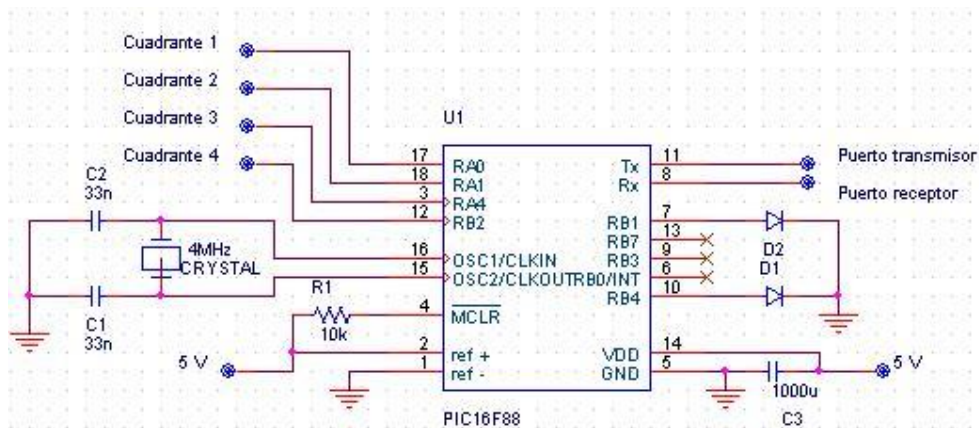 Cuadrante 1
Cuadrante 2
Cuadrante 3
Cuadrante 4
C2
33n
4MHz
CRYSTAL
C1
33n
R1
10k
5 V
U1
17
18
3
12
16
15
4
2
1
RA0
RA1
RA4
RB2
OSC1/CLKIN
OSC2/CLKOUTRB0/INT
MCLR
ref +
ref -
Tx
Rx
RB1
RB7
RB3
RB4
VDD
GND
11
8
7
13
9
6
10
14
5
PIC16F88
Puerto transmisor
Puerto receptor
D2
D1
5 V
1000u
C3